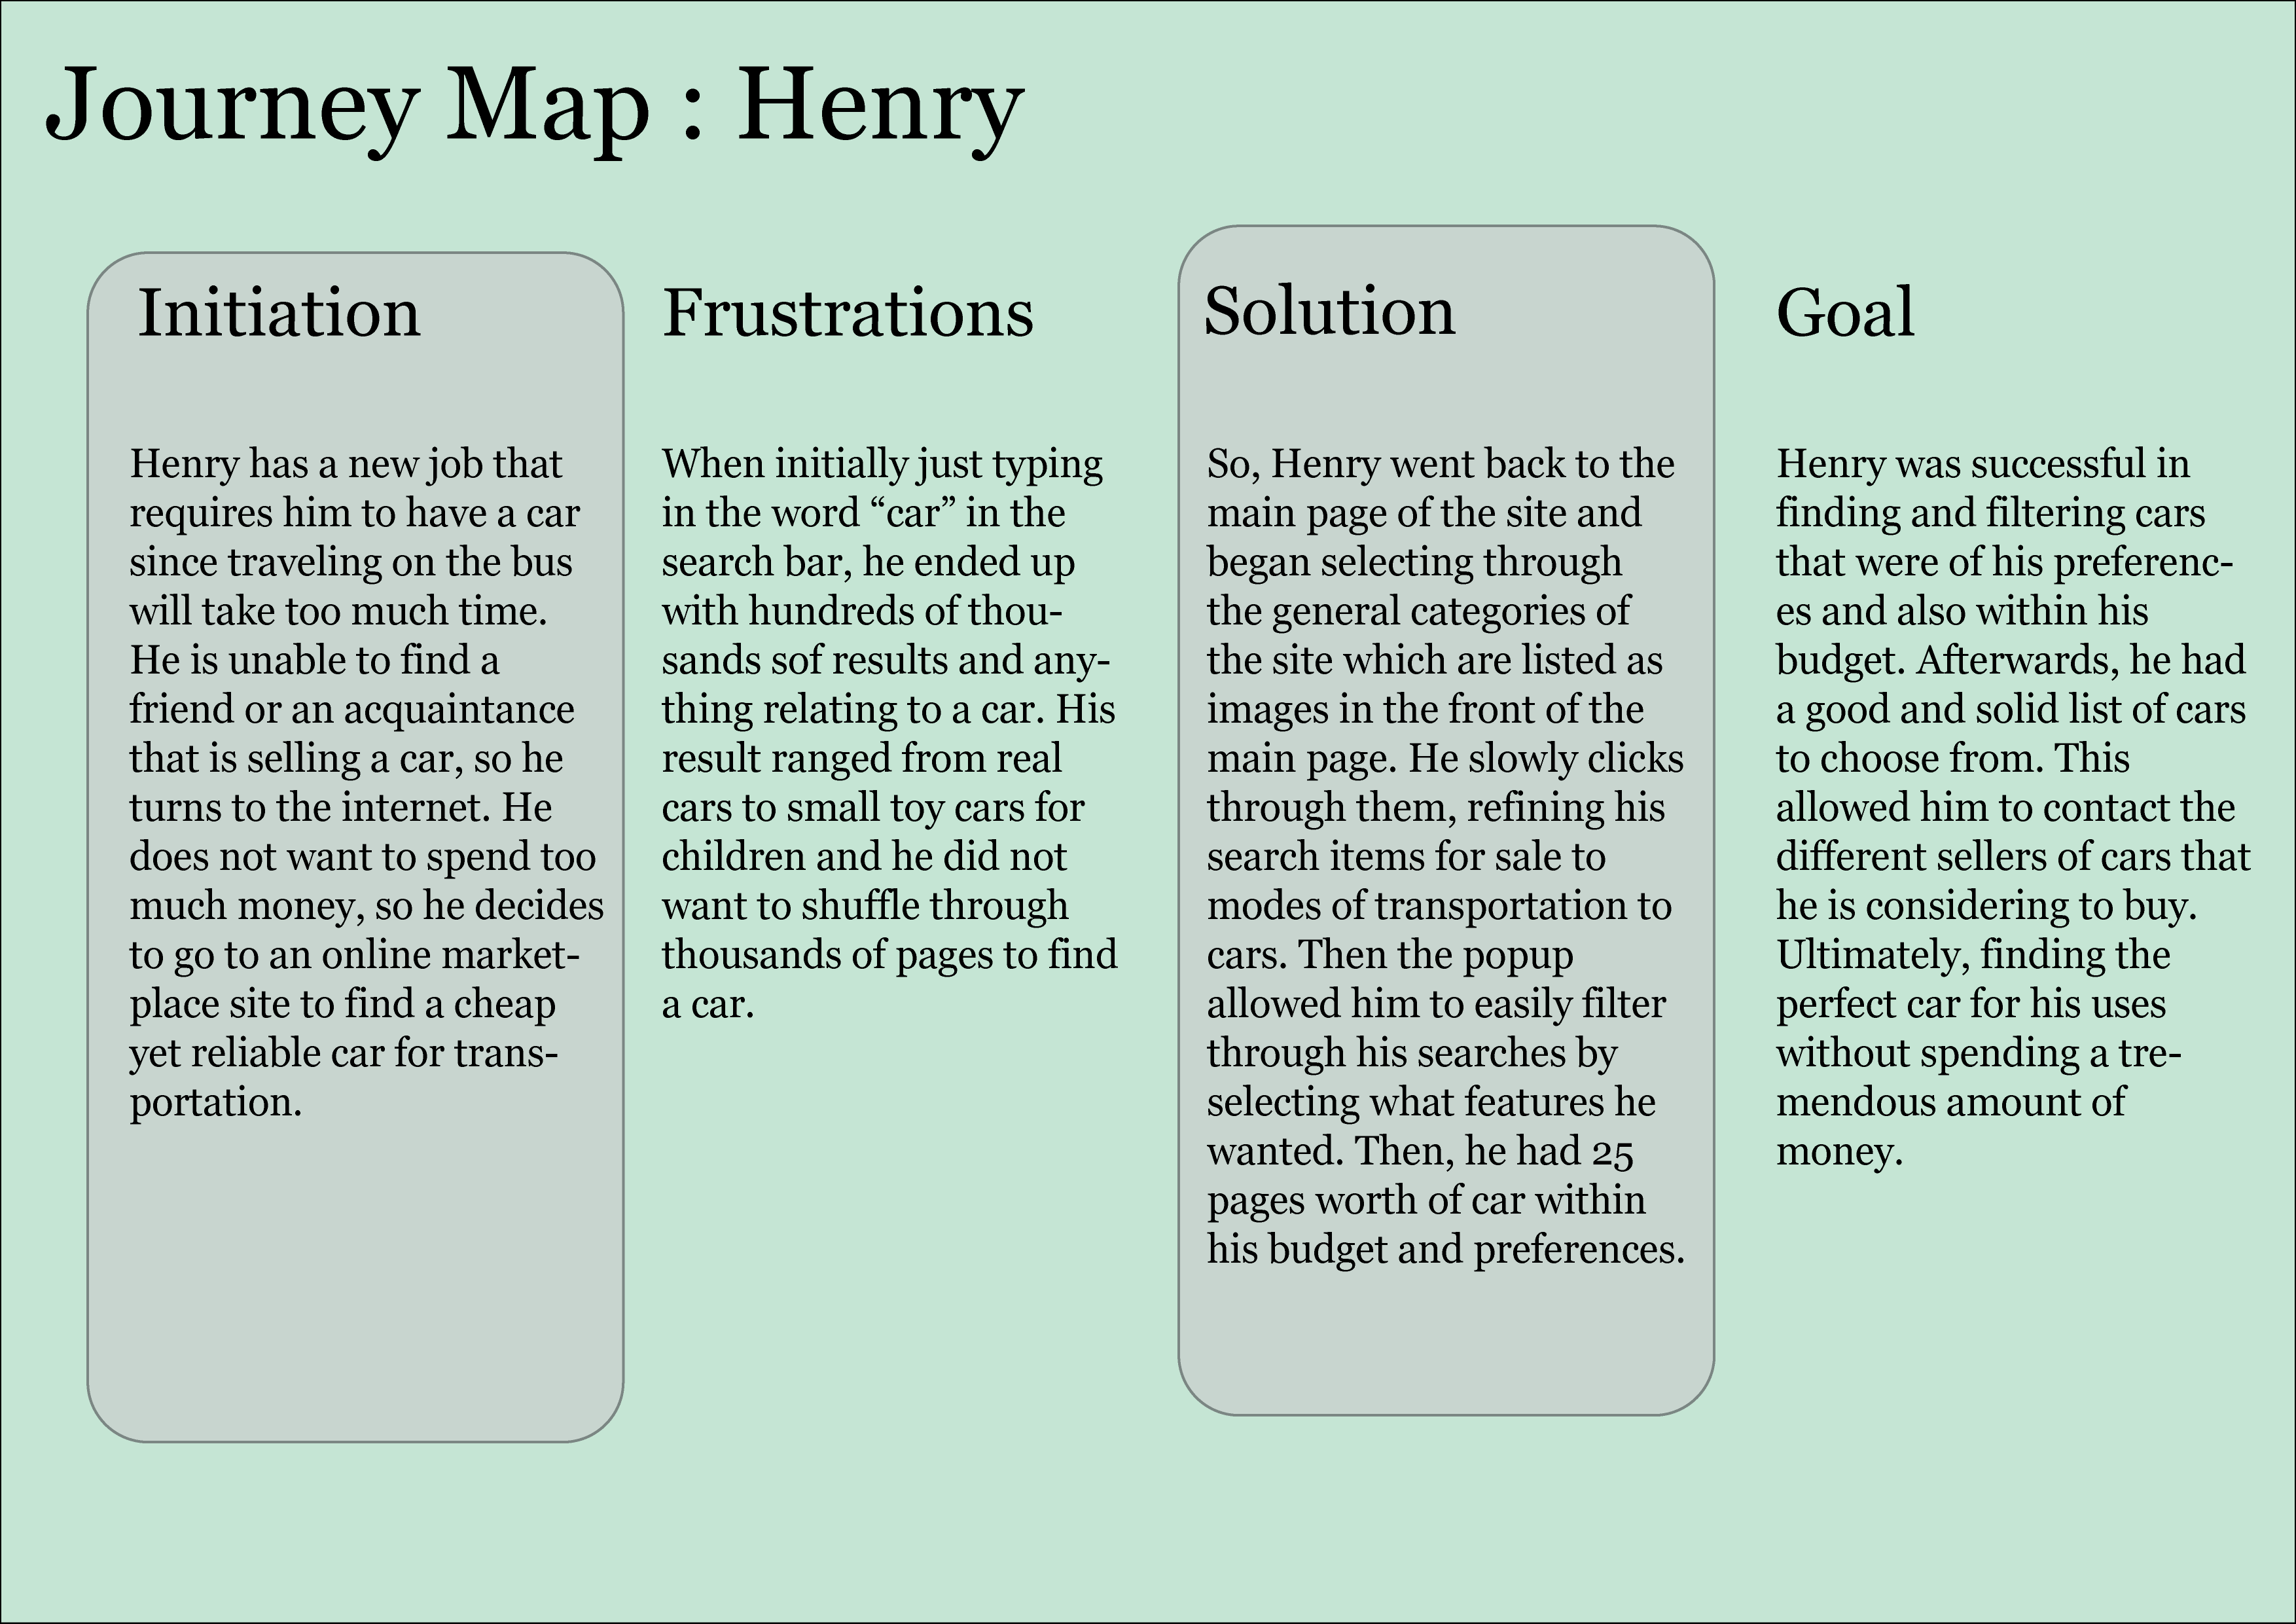 Journey Map : Henry
Initiation
Henry has a new job that
requires him to have a car
since traveling on the bus
will take too much time.
He is unable to find a
friend or an acquaintance
that is selling a car, so he
turns to the internet. He
does not want to spend too
much money, so he decides
to go to an online market-
place site to find a cheap
yet reliable car for trans-
portation.
Frustrations
When initially just typing
in the word “car” in the
search bar, he ended up
with hundreds of thou-
sands sof results and any-
thing relating to a car. His
result ranged from real
cars to small toy cars for
children and he did not
want to shuffle through
thousands of pages to find
a car.
Solution
So, Henry went back to the
main page of the site and
began selecting through
the general categories of
the site which are listed as
images in the front of the
main page. He slowly clicks
through them, refining his
search items for sale to
modes of transportation to
cars. Then the popup
allowed him to easily filter
through his searches by
selecting what features he
wanted. Then, he had 25
pages worth of car within
his budget and preferences.
Goal
Henry was successful in
finding and filtering cars
that were of his preferenc-
es and also within his
budget. Afterwards, he had
a good and solid list of cars
to choose from. This
allowed him to contact the
different sellers of cars that
he is considering to buy.
Ultimately, finding the
perfect car for his uses
without spending a tre-
mendous amount of
money.